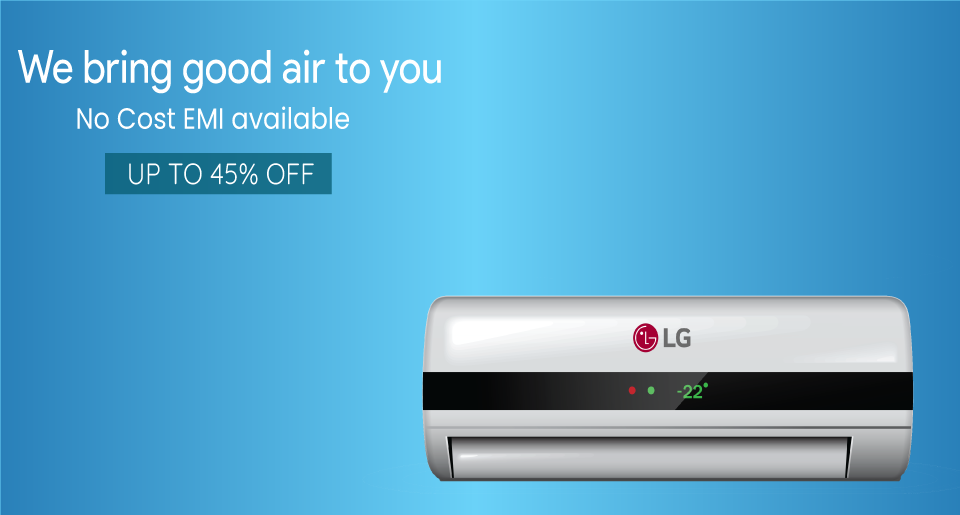 We bring good air to you
No Cost EMI available
UP TO 45% OFF
LG
-22°